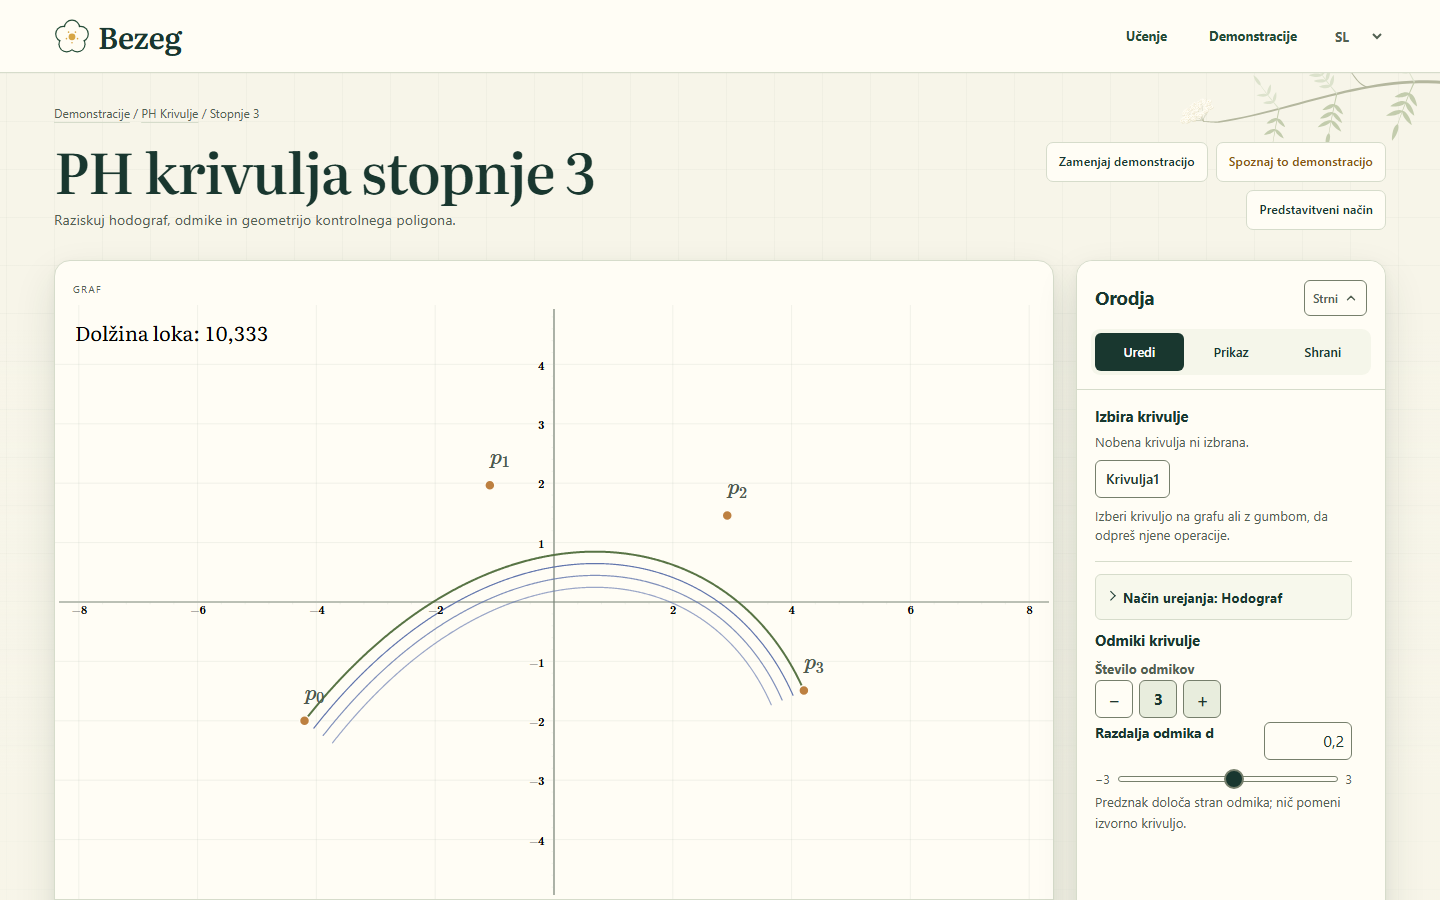 Bezeg
Učenje
Demonstracije
SL
Demonstracije / PH Krivulje / Stopnje 3
PH krivulja stopnje 3
Raziskuj hodograf, odmike in geometrijo kontrolnega poligona.
Zamenjaj demonstracijo
Spoznaj to demonstracijo
Predstavitveni način
GRAF
Dolžina loka: 10,333
4
3
2
1
−1
−2
−3
−4
−8
−6
−4
−2
2
4
6
8
p0
p1
p2
p3
Orodja
Strni
Uredi
Prikaz
Shrani
Izbira krivulje
Nobena krivulja ni izbrana.
Krivulja1
Izberi krivuljo na grafu ali z gumbom, da
odpreš njene operacije.
Način urejanja: Hodograf
Odmiki krivulje
Število odmikov
−
3
+
Razdalja odmika d
0,2
−3
3
Predznak določa stran odmika; nič pomeni
izvorno krivuljo.